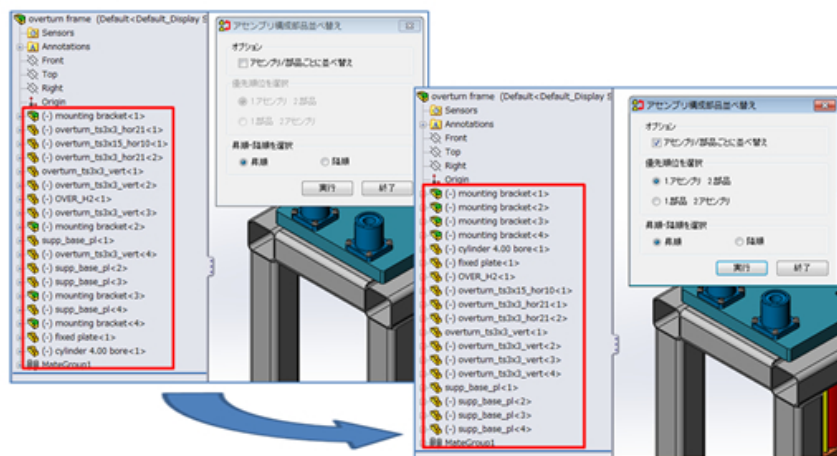 overturn frame (Default<Default_Display S
Sensors
Annotations
Front
Top
Right
Origin
(-) mounting bracket<1>
(-) overturn_ts3x3_hor21<1>
(-) overturn_ts3x15_hor10<1>
(-) overturn_ts3x3_hor21<2>
overturn_ts3x3_vert<1>
(-) overturn_ts3x3_vert<2>
(-) OVER_H2<1>
(-) overturn_ts3x3_vert<3>
(-) mounting bracket<2>
supp_base_pl<1>
(-) overturn_ts3x3_vert<4>
(-) supp_base_pl<2>
(-) supp_base_pl<3>
(-) mounting bracket<3>
(-) supp_base_pl<4>
(-) mounting bracket<4>
(-) fixed plate<1>
(-) cylinder 4.00 bore<1>
MateGroup1
アセンブリ構成部品並べ替え
オプション
アセンブリ/部品ごとに並べ替え
優先順位を選択
1.アセンブリ 2.部品
1.部品 2.アセンブリ
昇順・降順を選択
昇順 降順
実行 終了
overturn frame (Default<Default_Display S
Sensors
Annotations
Front
Top
Right
Origin
(-) mounting bracket<1>
(-) mounting bracket<2>
(-) mounting bracket<3>
(-) mounting bracket<4>
(-) cylinder 4.00 bore<1>
(-) fixed plate<1>
(-) OVER_H2<1>
(-) overturn_ts3x15_hor10<1>
(-) overturn_ts3x3_hor21<1>
(-) overturn_ts3x3_hor21<2>
overturn_ts3x3_vert<1>
(-) overturn_ts3x3_vert<2>
(-) overturn_ts3x3_vert<3>
(-) overturn_ts3x3_vert<4>
supp_base_pl<1>
(-) supp_base_pl<2>
(-) supp_base_pl<3>
(-) supp_base_pl<4>
MateGroup1
アセンブリ構成部品並べ替え
オプション
アセンブリ/部品ごとに並べ替え
優先順位を選択
1.アセンブリ 2.部品
1.部品 2.アセンブリ
昇順・降順を選択
昇順 降順
実行 終了